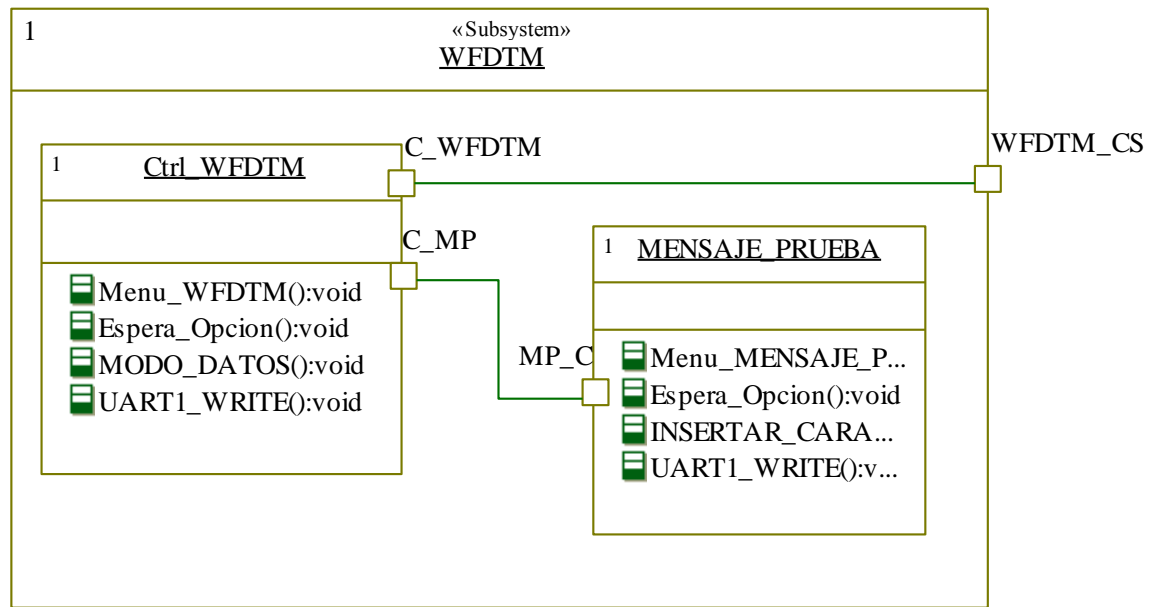 1
«Subsystem»
WFDTM
C_WFDTM
WFDTM_CS
1
Ctrl_WFDTM
C_MP
Menu_WFDTM():void
Espera_Opcion():void
MODO_DATOS():void
UART1_WRITE():void
MP_C
1
MENSAJE_PRUEBA
Menu_MENSAJE_P...
Espera_Opcion():void
INSERTAR_CARA...
UART1_WRITE():v...